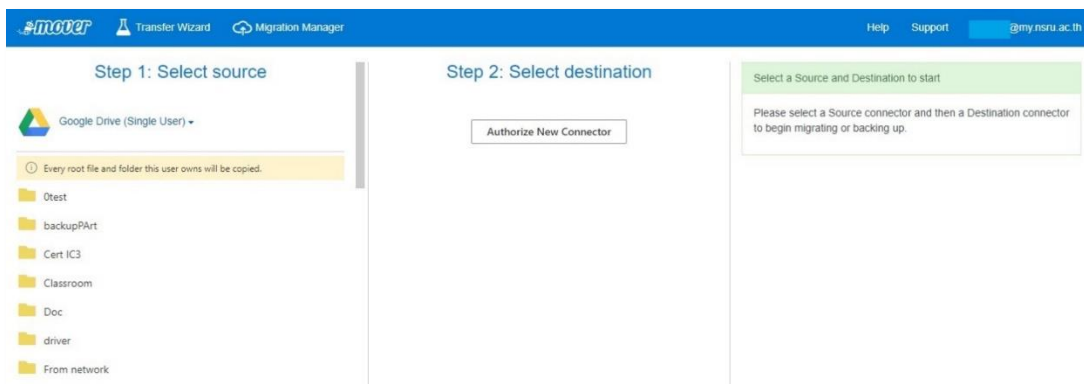 mover
Transfer Wizard
Migration Manager
Help
Support
@my.nsru.ac.th
Step 1: Select source
Google Drive (Single User)
Every root file and folder this user owns will be copied.
0test
backupPArt
Cert IC3
Classroom
Doc
driver
From network
Step 2: Select destination
Authorize New Connector
Select a Source and Destination to start
Please select a Source connector and then a Destination connector
to begin migrating or backing up.